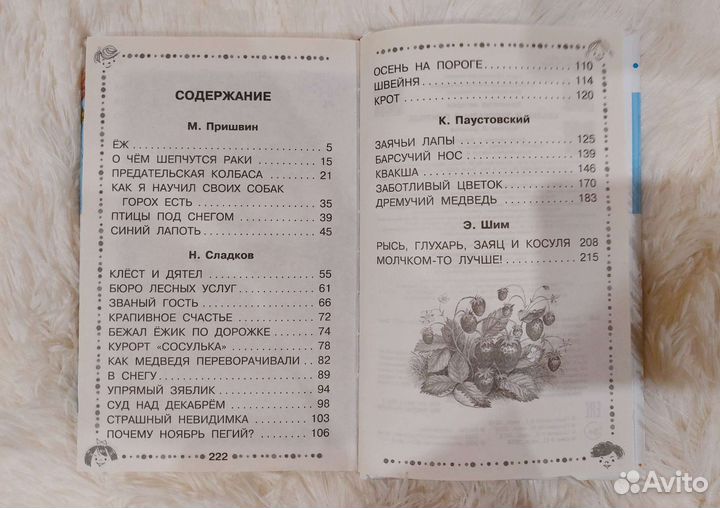 СОДЕРЖАНИЕ
М. Пришвин
ЁЖ . . . . . . . . . . . . . . . . . . . . . . . . . 5
О ЧЁМ ШЕПЧУТСЯ РАКИ . . . . . . . . . . 15
ПРЕДАТЕЛЬСКАЯ КОЛБАСА . . . . . . . . 21
КАК Я НАУЧИЛ СВОИХ СОБАК
ГОРОХ ЕСТЬ . . . . . . . . . . . . . . . 35
ПТИЦЫ ПОД СНЕГОМ . . . . . . . . . . . . 39
СИНИЙ ЛАПОТЬ . . . . . . . . . . . . . . . 45
Н. Сладков
КЛЁСТ И ДЯТЕЛ . . . . . . . . . . . . . . 55
БЮРО ЛЕСНЫХ УСЛУГ . . . . . . . . . . . 61
ЗВАНЫЙ ГОСТЬ . . . . . . . . . . . . . . . 66
КРАПИВНОЕ СЧАСТЬЕ . . . . . . . . . . . 72
БЕЖАЛ ЁЖИК ПО ДОРОЖКЕ . . . . . . . 74
КУРОРТ «СОСУЛЬКА» . . . . . . . . . . . . 78
КАК МЕДВЕДЯ ПЕРЕВОРАЧИВАЛИ . . 82
В СНЕГУ . . . . . . . . . . . . . . . . . . . 89
УПРЯМЫЙ ЗЯБЛИК . . . . . . . . . . . . . 94
СУД НАД ДЕКАБРЁМ . . . . . . . . . . . . 98
СТРАШНЫЙ НЕВИДИМКА . . . . . . . . . 103
ПОЧЕМУ НОЯБРЬ ПЕГИЙ? . . . . . . . . 106
222
ОСЕНЬ НА ПОРОГЕ . . . . . . . . . . . . . 110
ШВЕЙНЯ . . . . . . . . . . . . . . . . . . . 114
КРОТ . . . . . . . . . . . . . . . . . . . . . 120
К. Паустовский
ЗАЯЧЬИ ЛАПЫ . . . . . . . . . . . . . . . 125
БАРСУЧИЙ НОС . . . . . . . . . . . . . . . 139
КВАКША . . . . . . . . . . . . . . . . . . . 146
ЗАБОТЛИВЫЙ ЦВЕТОК . . . . . . . . . . . 170
ДРЕМУЧИЙ МЕДВЕДЬ . . . . . . . . . . . 183
Э. Шим
РЫСЬ, ГЛУХАРЬ, ЗАЯЦ И КОСУЛЯ 208
МОЛЧКОМ-ТО ЛУЧШЕ! . . . . . . . . . . . 215
Avito